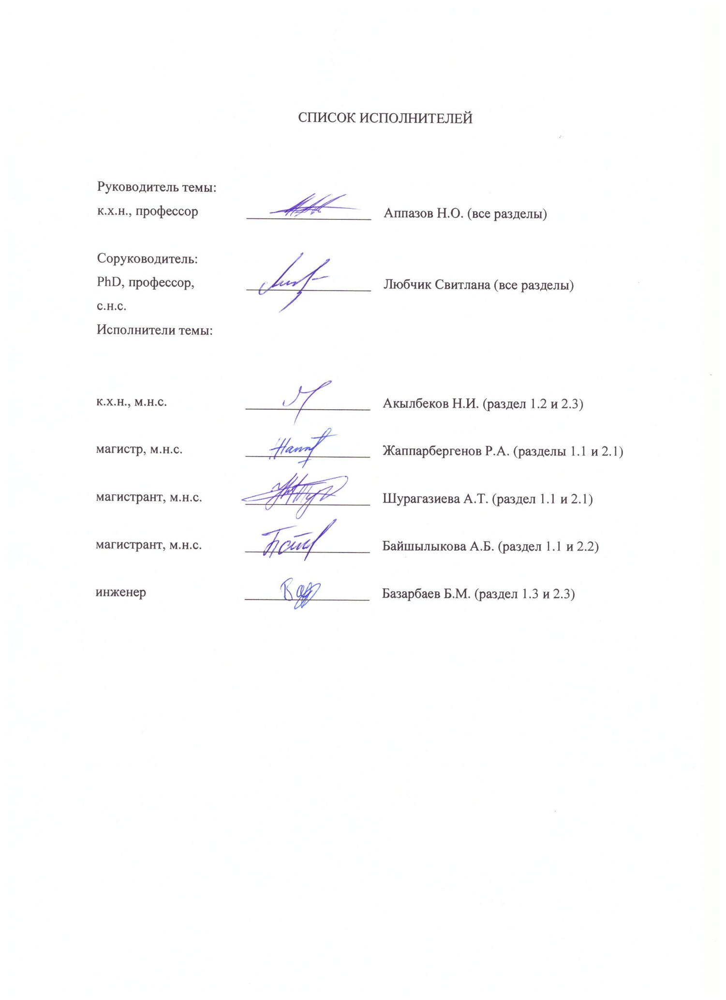 СПИСОК ИСПОЛНИТЕЛЕЙ
Руководитель темы:
к.х.н., профессор Аппазов Н.О. (все разделы)
Соруководитель:
PhD, профессор, Любчик Свитлана (все разделы)
с.н.с.
Исполнители темы:
к.х.н., м.н.с. Акылбеков Н.И. (раздел 1.2 и 2.3)
магистр, м.н.с. Жаппарбергенов Р.А. (разделы 1.1 и 2.1)
магистрант, м.н.с. Шурагазиева А.Т. (раздел 1.1 и 2.1)
магистрант, м.н.с. Байшылыкова А.Б. (раздел 1.1 и 2.2)
инженер Базарбаев Б.М. (раздел 1.3 и 2.3)